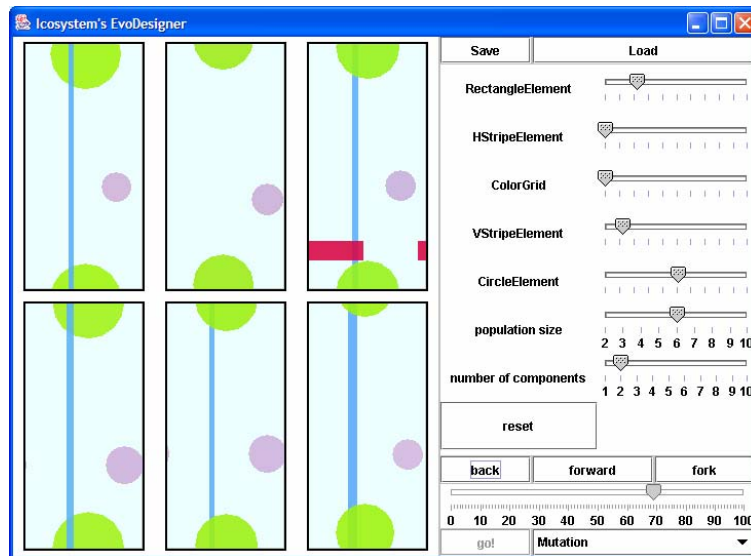 Icosystem's EvoDesigner
Save Load
RectangleElement
HStripeElement
ColorGrid
VStripeElement
CircleElement
population size
2 3 4 5 6 7 8 9 10
number of components
1 2 3 4 5 6 7 8 9 10
reset
back forward fork
0 10 20 30 40 50 60 70 80 90 100
go! Mutation